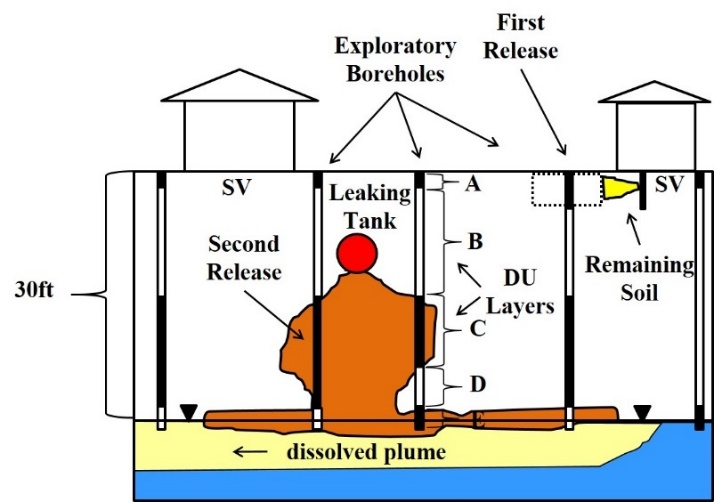 Exploratory
Boreholes
First
Release
SV
Leaking
Tank
A
SV
B
Second
Release
DU
Layers
Remaining
Soil
30ft
C
D
E
dissolved plume